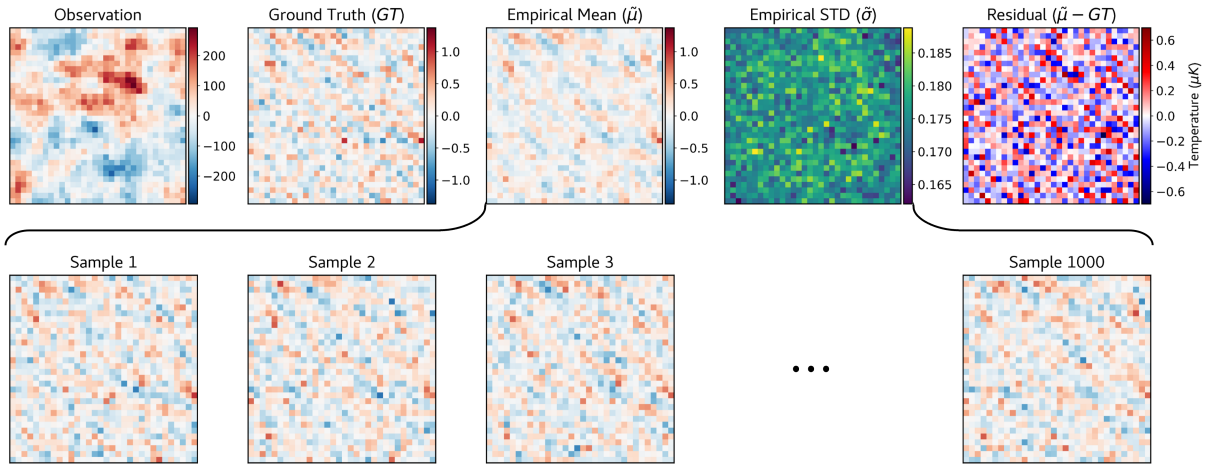 Observation
Ground Truth (GT)
Empirical Mean (μ̃)
Empirical STD (σ̃)
Residual (μ̃ − GT)
200
100
0
−100
−200
1.0
0.5
0.0
−0.5
−1.0
1.0
0.5
0.0
−0.5
−1.0
0.185
0.180
0.175
0.170
0.165
0.6
0.4
0.2
0.0
−0.2
−0.4
−0.6
Temperature (μK)
Sample 1
Sample 2
Sample 3
Sample 1000